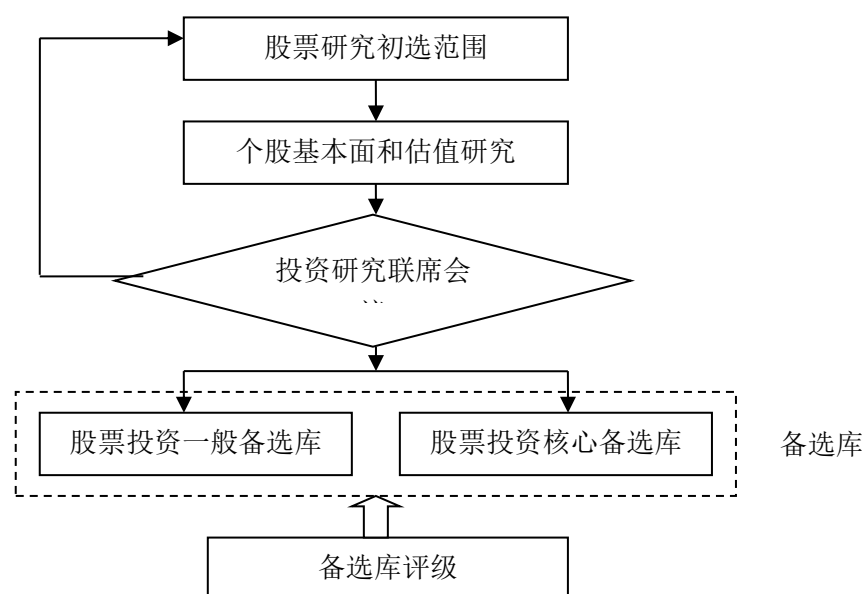 股票研究初选范围
个股基本面和估值研究
投资研究联席会
股票投资一般备选库
股票投资核心备选库
备选库
备选库评级